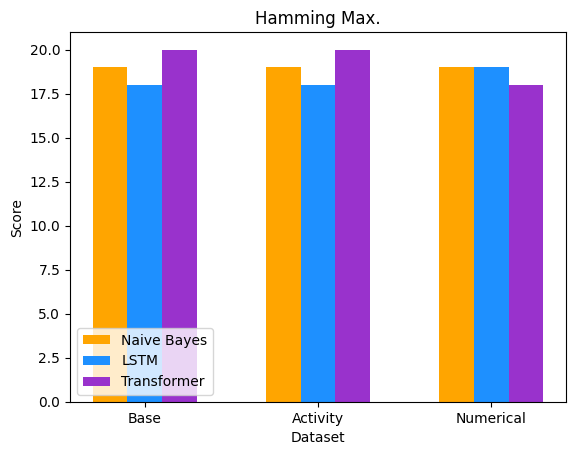 Hamming Max.
Score
20.0
17.5
15.0
12.5
10.0
7.5
5.0
2.5
0.0
Naive Bayes
LSTM
Transformer
Base
Activity
Numerical
Dataset